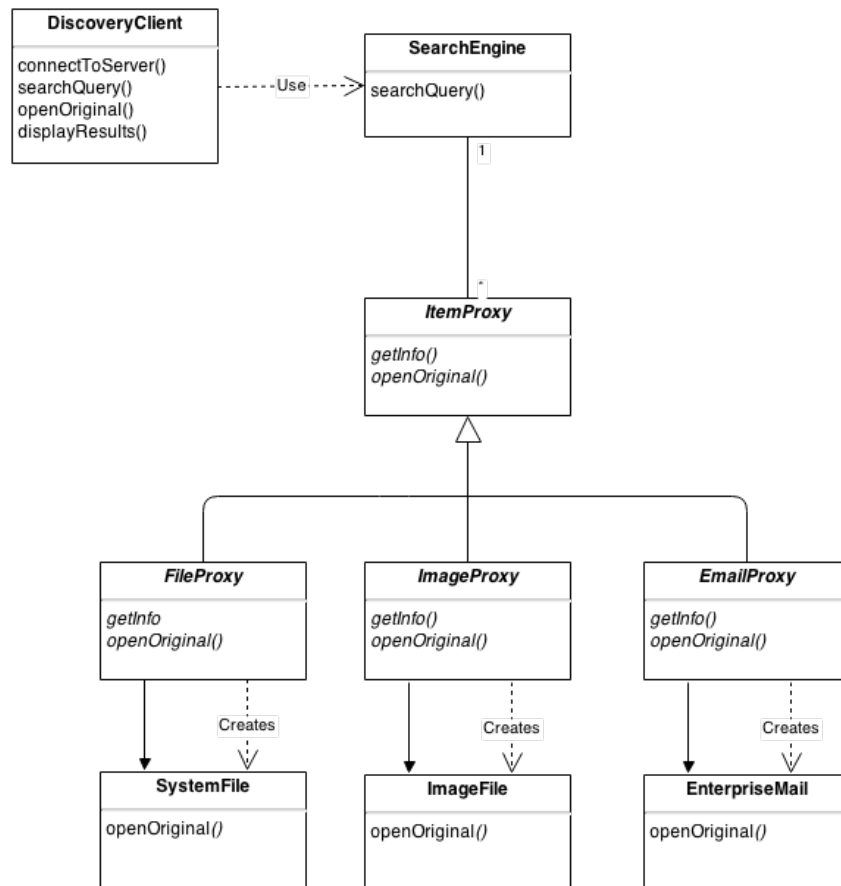 DiscoveryClient
connectToServer()
searchQuery()
openOriginal()
displayResults()
Use
SearchEngine
searchQuery()
1
*
ItemProxy
getInfo()
openOriginal()
FileProxy
getInfo
openOriginal()
ImageProxy
getInfo()
openOriginal()
EmailProxy
getInfo()
openOriginal()
Creates
Creates
Creates
SystemFile
openOriginal()
ImageFile
openOriginal()
EnterpriseMail
openOriginal()